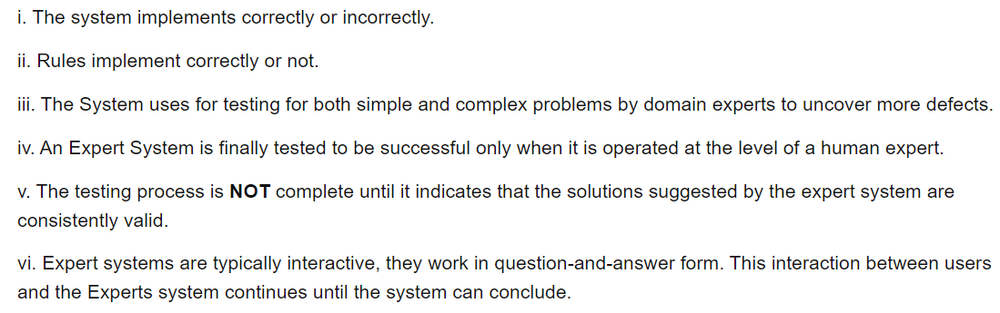 i. The system implements correctly or incorrectly.
ii. Rules implement correctly or not.
iii. The System uses for testing for both simple and complex problems by domain experts to uncover more defects.
iv. An Expert System is finally tested to be successful only when it is operated at the level of a human expert.
v. The testing process is NOT complete until it indicates that the solutions suggested by the expert system are
consistently valid.
vi. Expert systems are typically interactive, they work in question-and-answer form. This interaction between users
and the Experts system continues until the system can conclude.